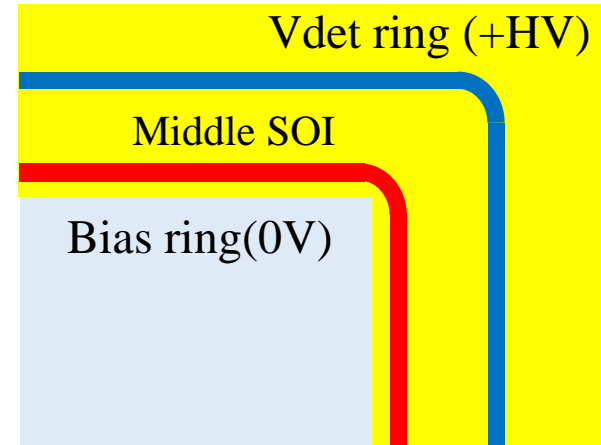 Vdet ring (+HV)
Middle SOI
Bias ring(0V)